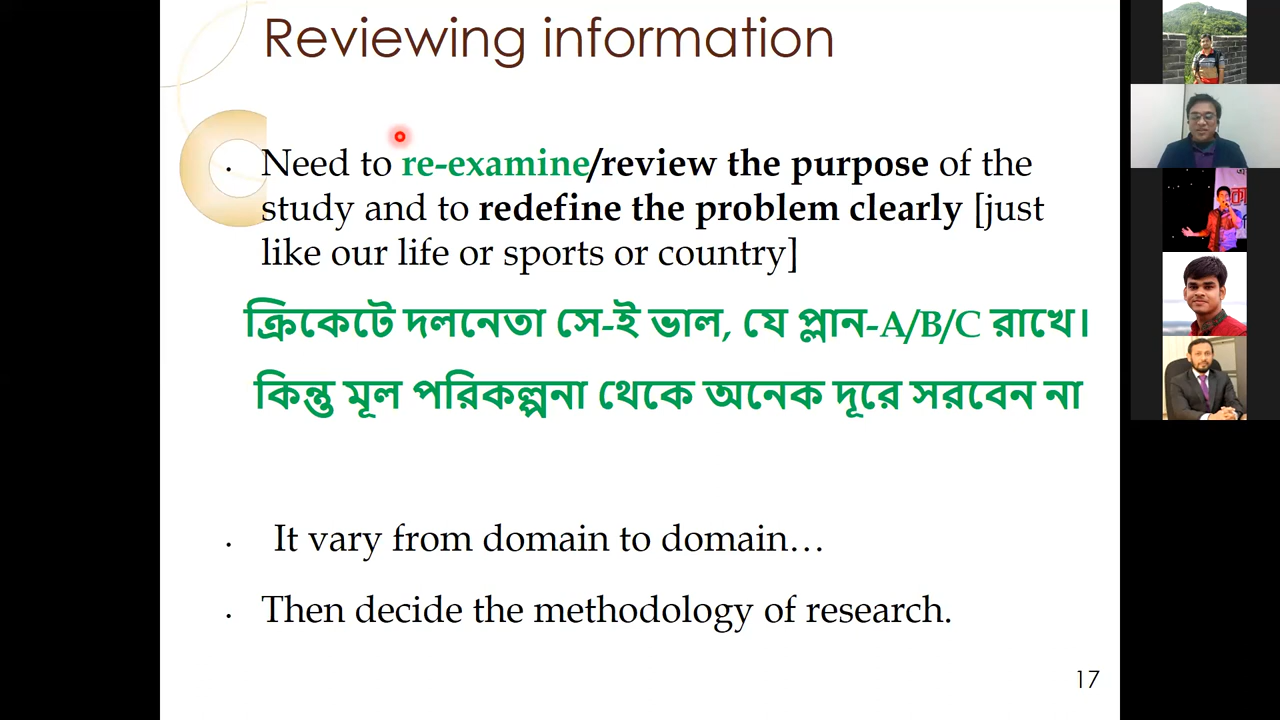 Reviewing information
Need to re-examine/review the purpose of the
study and to redefine the problem clearly [just
like our life or sports or country]
ক্রিকেটে দলনেতা সে-ই ভাল, যে প্লান-A/B/C রাখে।
কিন্তু মূল পরিকল্পনা থেকে অনেক দূরে সরবেন না
It vary from domain to domain…
Then decide the methodology of research.
17